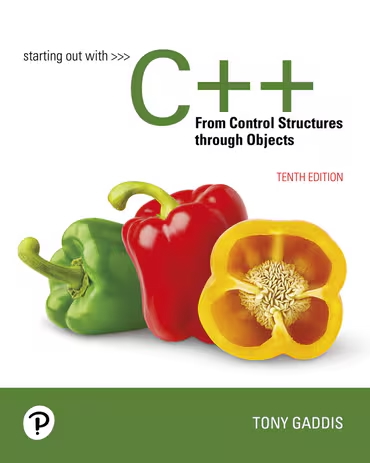 starting out with >>>
C++
From Control Structures
through Objects
TENTH EDITION
P
TONY GADDIS